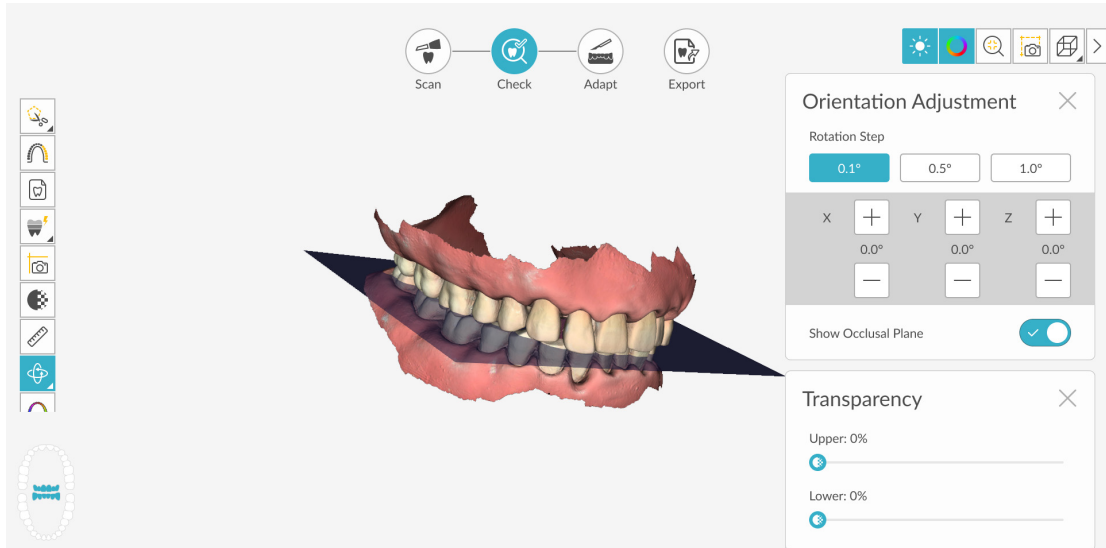 Scan
Check
Adapt
Export
Orientation Adjustment
Rotation Step
0.1°
0.5°
1.0°
X
Y
Z
0.0°
0.0°
0.0°
Show Occlusal Plane
Transparency
Upper: 0%
Lower: 0%